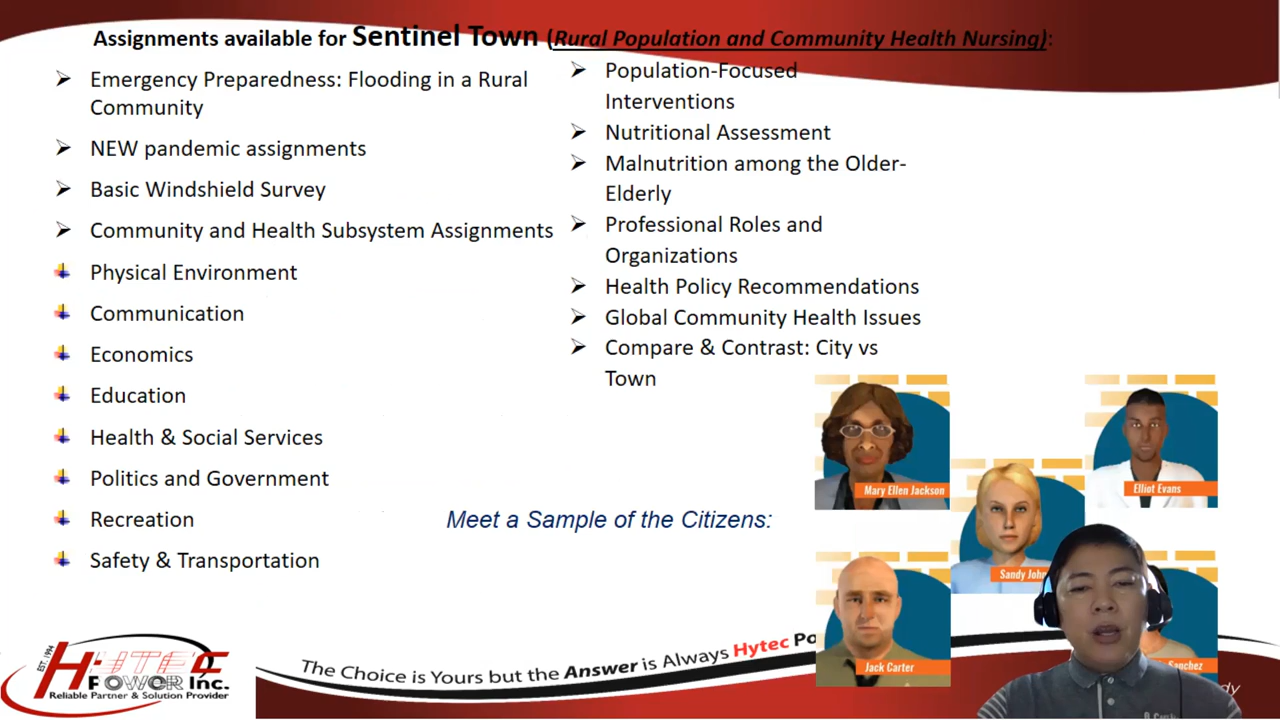 Assignments available for Sentinel Town (Rural Population and Community Health Nursing):
Emergency Preparedness: Flooding in a Rural
Community
NEW pandemic assignments
Basic Windshield Survey
Community and Health Subsystem Assignments
Physical Environment
Communication
Economics
Education
Health & Social Services
Politics and Government
Recreation
Safety & Transportation
Population-Focused
Interventions
Nutritional Assessment
Malnutrition among the Older-
Elderly
Professional Roles and
Organizations
Health Policy Recommendations
Global Community Health Issues
Compare & Contrast: City vs
Town
Meet a Sample of the Citizens:
Mary Ellen Jackson
Elliot Evans
Sandy
Jack Carter
Sanchez
EST. 1994
HYTEC
POWER Inc.
Reliable Partner & Solution Provider
The Choice is Yours but the Answer is Always Hytec